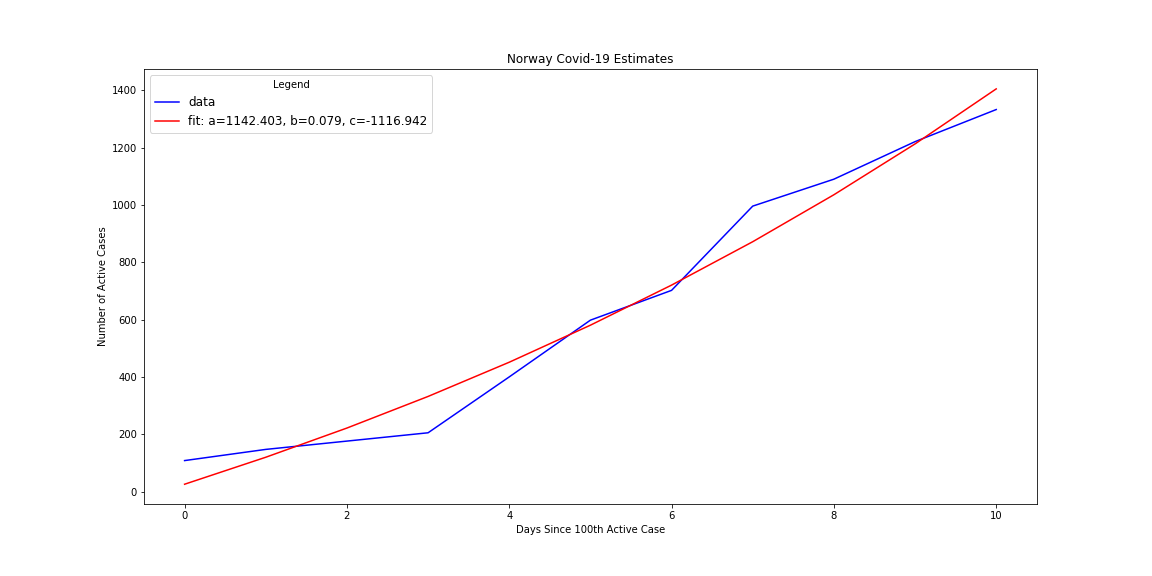 Norway Covid-19 Estimates
Legend
data
fit: a=1142.403, b=0.079, c=-1116.942
Number of Active Cases
1400
1200
1000
800
600
400
200
0
0 2 4 6 8 10
Days Since 100th Active Case